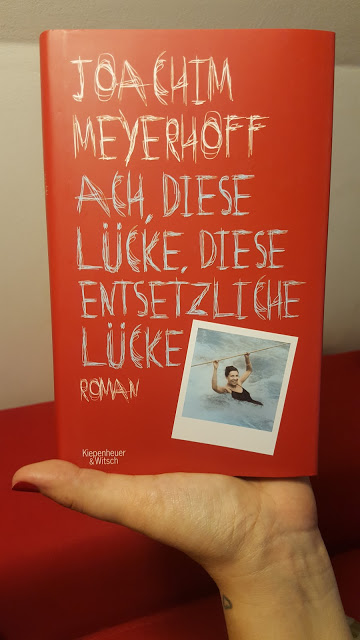 JOACHIM
MEYERHOFF
ACH, DIESE
LÜCKE, DIESE
ENTSETZLICHE
LÜCKE
ROMAN
Kiepenheuer
& Witsch